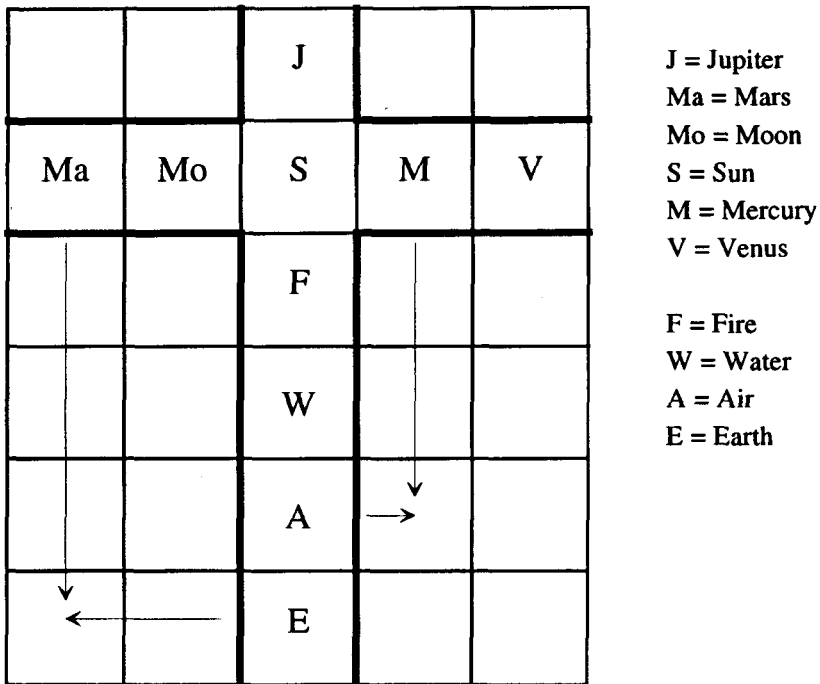 J
Ma Mo S M V
F
W
A
E
J = Jupiter
Ma = Mars
Mo = Moon
S = Sun
M = Mercury
V = Venus
F = Fire
W = Water
A = Air
E = Earth